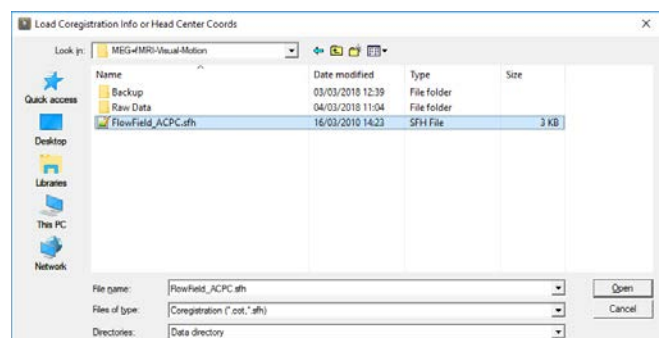 Load Coregistration Info or Head Center Coords
Look in: MEG+fMRI-Visual-Motion
Name Date modified Type Size
Backup 03/03/2018 12:39 File folder
Raw Data 04/03/2018 11:04 File folder
FlowField_ACPC.sfh 16/03/2010 14:23 SFH File 3 KB
Quick access
Desktop
Libraries
This PC
Network
File name: FlowField_ACPC.sfh Open
Files of type: Coregistration (*.cot,*.sfh) Cancel
Directories: Data directory